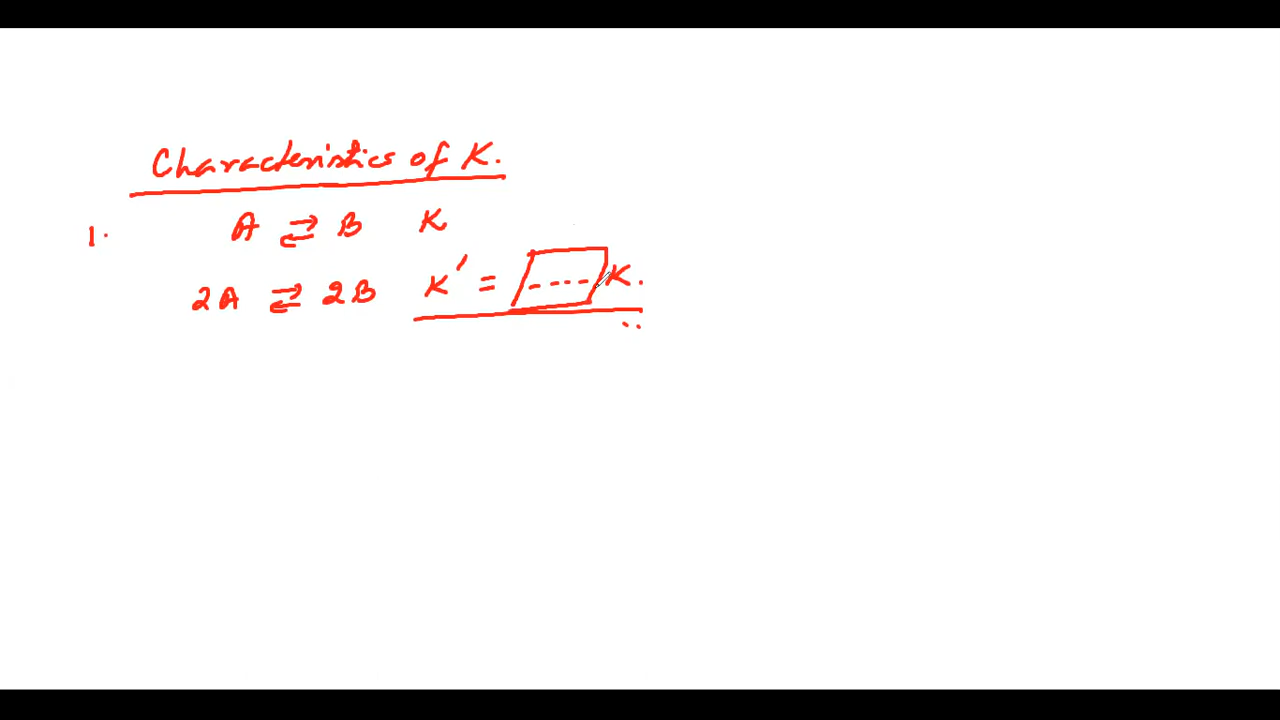 Characteristics of K.
1. A ⇄ B K
2A ⇄ 2B K' = ----- K.